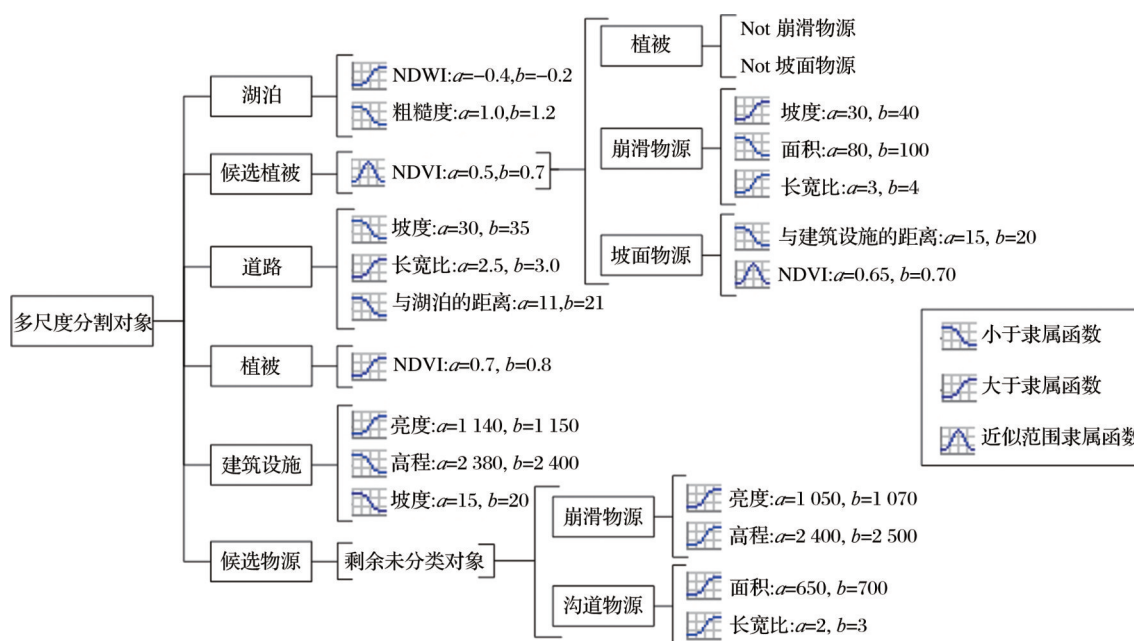 多尺度分割对象
湖泊
NDWI:a=−0.4,b=−0.2
粗糙度:a=1.0,b=1.2
候选植被
NDVI:a=0.5,b=0.7
植被
Not 崩滑物源
Not 坡面物源
崩滑物源
坡度:a=30, b=40
面积:a=80, b=100
长宽比:a=3, b=4
坡面物源
与建筑设施的距离:a=15, b=20
NDVI:a=0.65, b=0.70
道路
坡度:a=30, b=35
长宽比:a=2.5, b=3.0
与湖泊的距离:a=11,b=21
植被
NDVI:a=0.7, b=0.8
建筑设施
亮度:a=1 140, b=1 150
高程:a=2 380, b=2 400
坡度:a=15, b=20
候选物源
剩余未分类对象
崩滑物源
亮度:a=1 050, b=1 070
高程:a=2 400, b=2 500
沟道物源
面积:a=650, b=700
长宽比:a=2, b=3
小于隶属函数
大于隶属函数
近似范围隶属函数